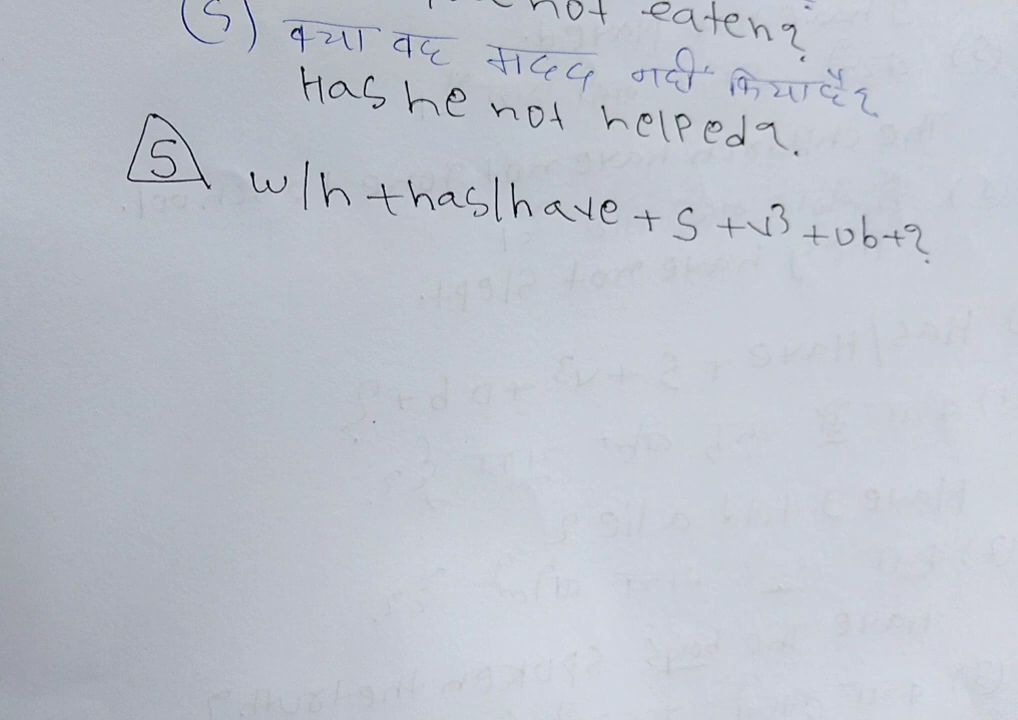 (5) not eaten?
क्या वह मदद नहीं किया है?
Has he not helped?.
5 w/h + has/have + S + v3 + ob+?